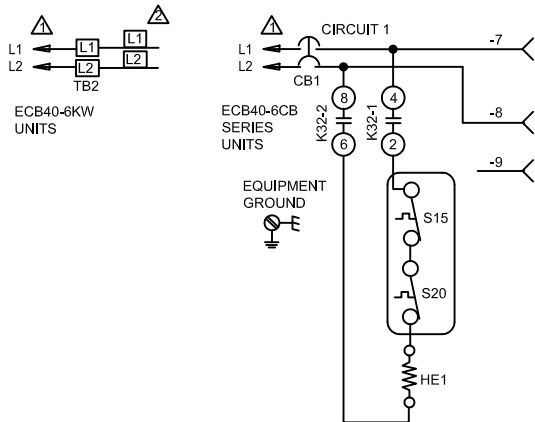 1
2
L1
L1
L1
L2
L2
L2
TB2
ECB40-6KW
UNITS
1
CIRCUIT 1
L1
L2
CB1
-7
-8
-9
ECB40-6CB
SERIES
UNITS
K32-2
8
6
K32-1
4
2
EQUIPMENT
GROUND
S15
S20
HE1